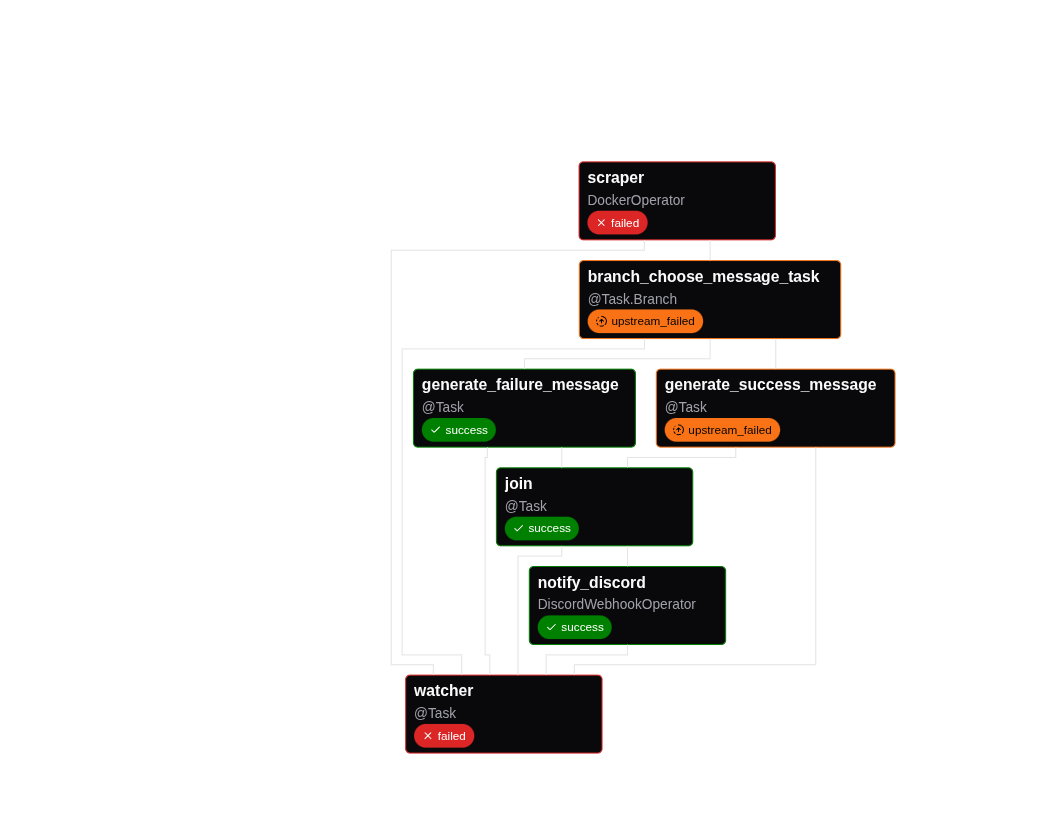 scraper
DockerOperator
failed
branch_choose_message_task
@Task.Branch
upstream_failed
generate_failure_message
@Task
success
generate_success_message
@Task
upstream_failed
join
@Task
success
notify_discord
DiscordWebhookOperator
success
watcher
@Task
failed